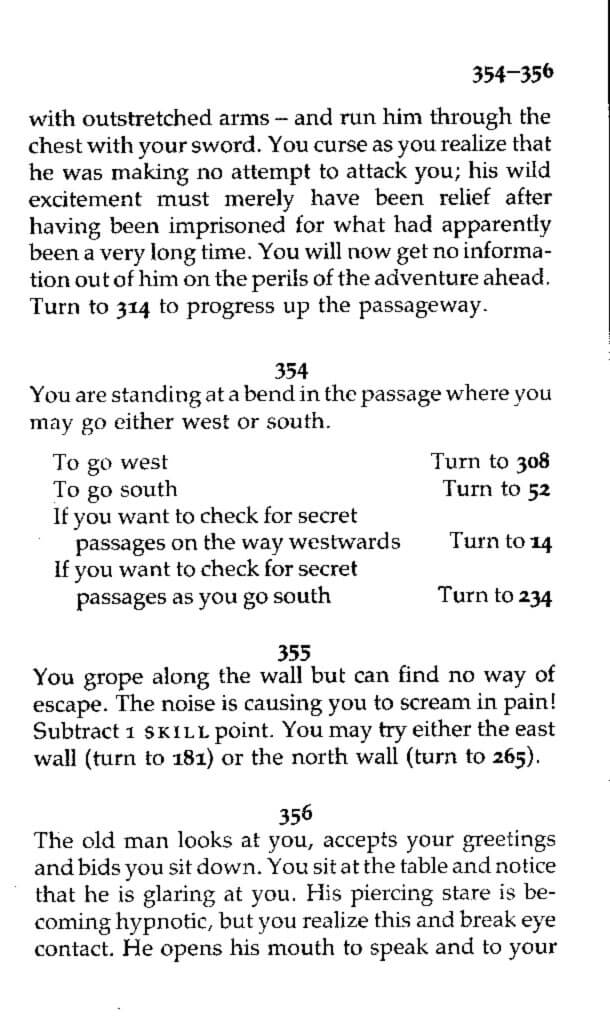 354–356
with outstretched arms – and run him through the
chest with your sword. You curse as you realize that
he was making no attempt to attack you; his wild
excitement must merely have been relief after
having been imprisoned for what had apparently
been a very long time. You will now get no informa-
tion out of him on the perils of the adventure ahead.
Turn to 314 to progress up the passageway.
354
You are standing at a bend in the passage where you
may go either west or south.
To go west Turn to 308
To go south Turn to 52
If you want to check for secret
passages on the way westwards Turn to 14
If you want to check for secret
passages as you go south Turn to 234
355
You grope along the wall but can find no way of
escape. The noise is causing you to scream in pain!
Subtract 1 SKILL point. You may try either the east
wall (turn to 181) or the north wall (turn to 265).
356
The old man looks at you, accepts your greetings
and bids you sit down. You sit at the table and notice
that he is glaring at you. His piercing stare is be-
coming hypnotic, but you realize this and break eye
contact. He opens his mouth to speak and to your